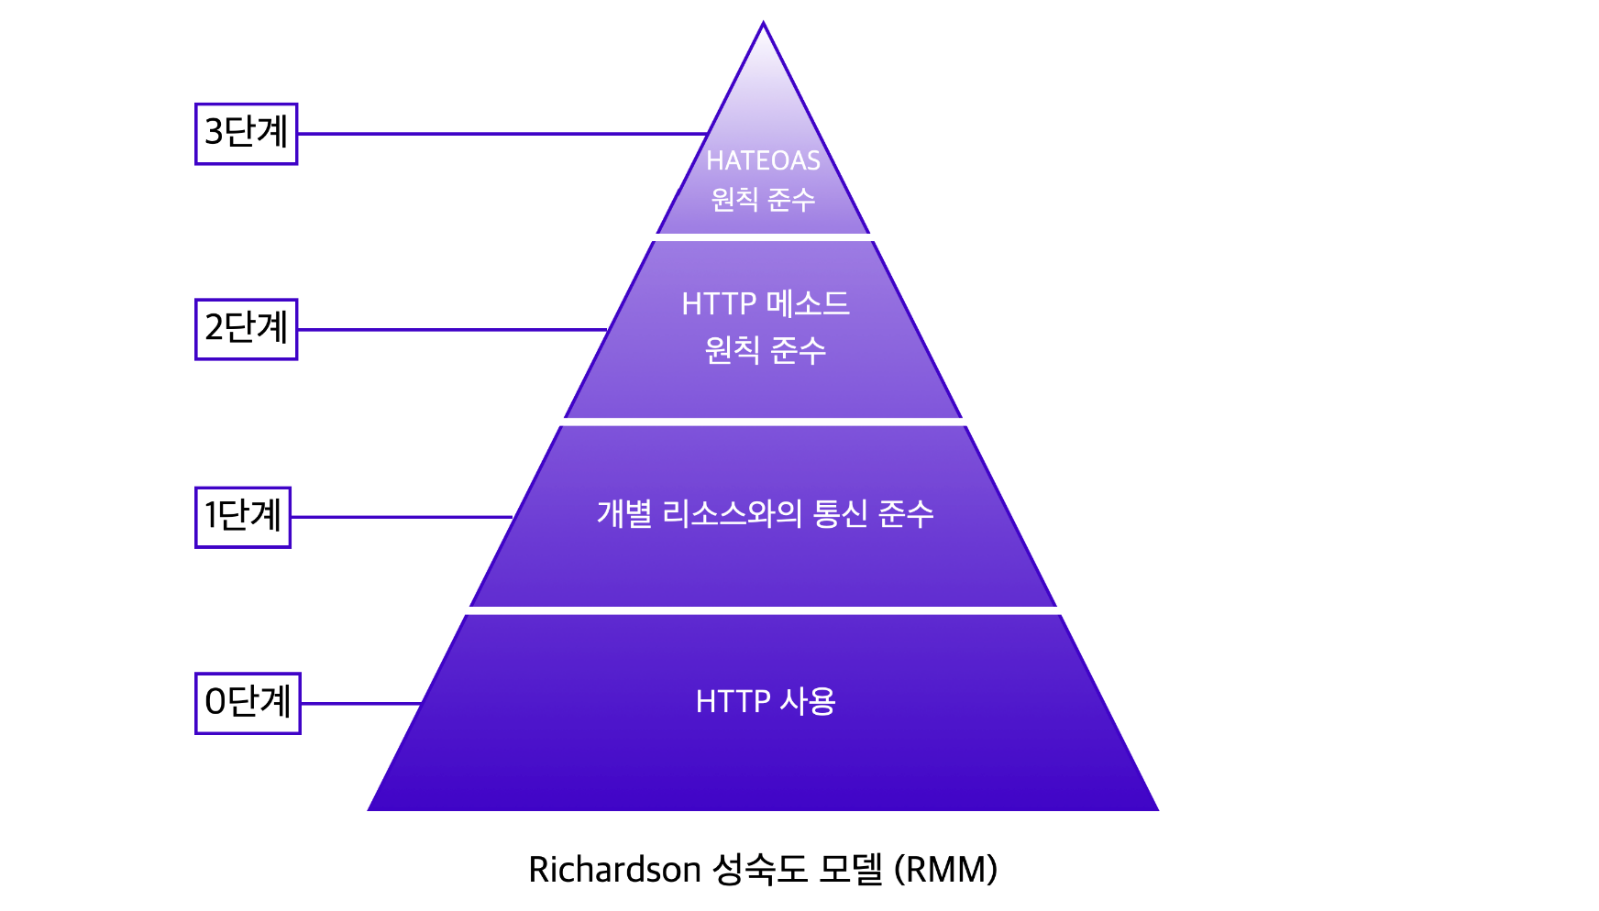 3단계
HATEOAS
원칙 준수
2단계
HTTP 메소드
원칙 준수
1단계
개별 리소스와의 통신 준수
0단계
HTTP 사용
Richardson 성숙도 모델 (RMM)